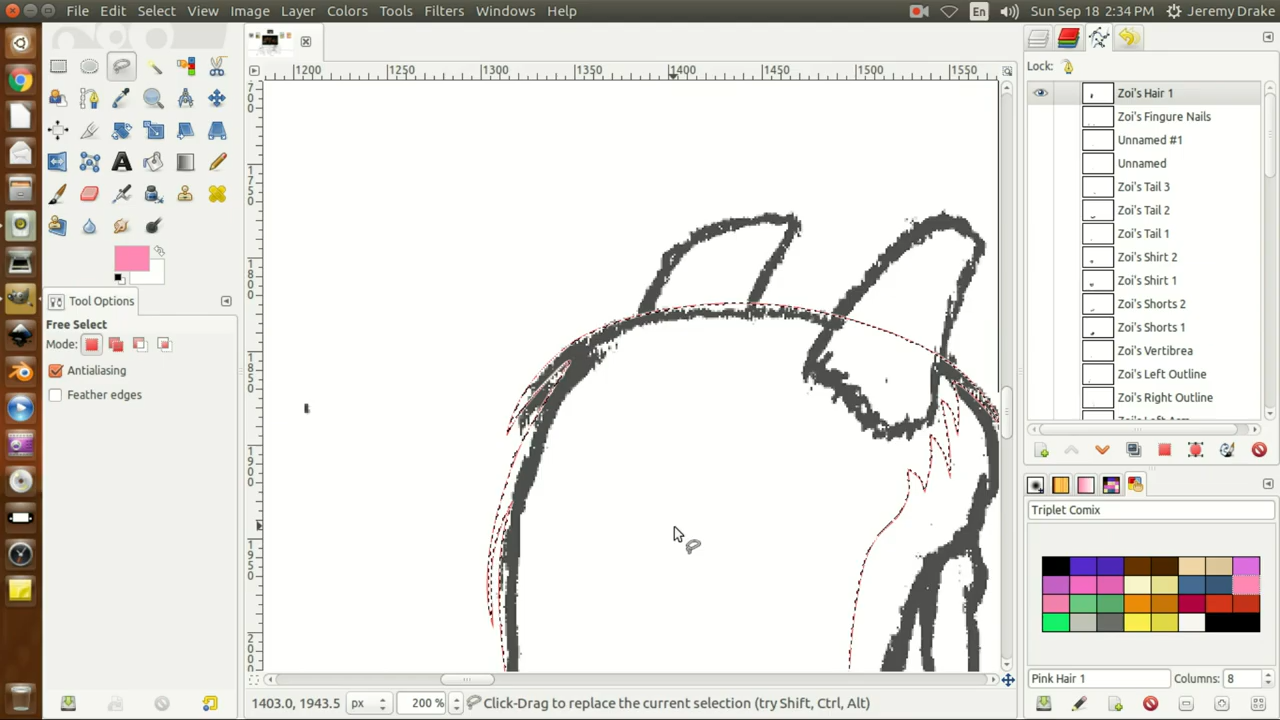 File Edit Select View Image Layer Colors Tools Filters Windows Help En Sun Sep 18 2:34 PM Jeremy Drake
1200 1250 1300 1350 1400 1450 1500 1550
Lock:
Zoi's Hair 1
Zoi's Fingure Nails
Unnamed #1
Unnamed
Zoi's Tail 3
Zoi's Tail 2
Zoi's Tail 1
Zoi's Shirt 2
Zoi's Shirt 1
Zoi's Shorts 2
Zoi's Shorts 1
Zoi's Vertibrea
Zoi's Left Outline
Zoi's Right Outline
Tool Options
Free Select
Mode:
Antialiasing
Feather edges
1750
1800
1850
1900
1950
Triplet Comix
Pink Hair 1 Columns: 8
1403.0, 1943.5 px 200 % Click-Drag to replace the current selection (try Shift, Ctrl, Alt)